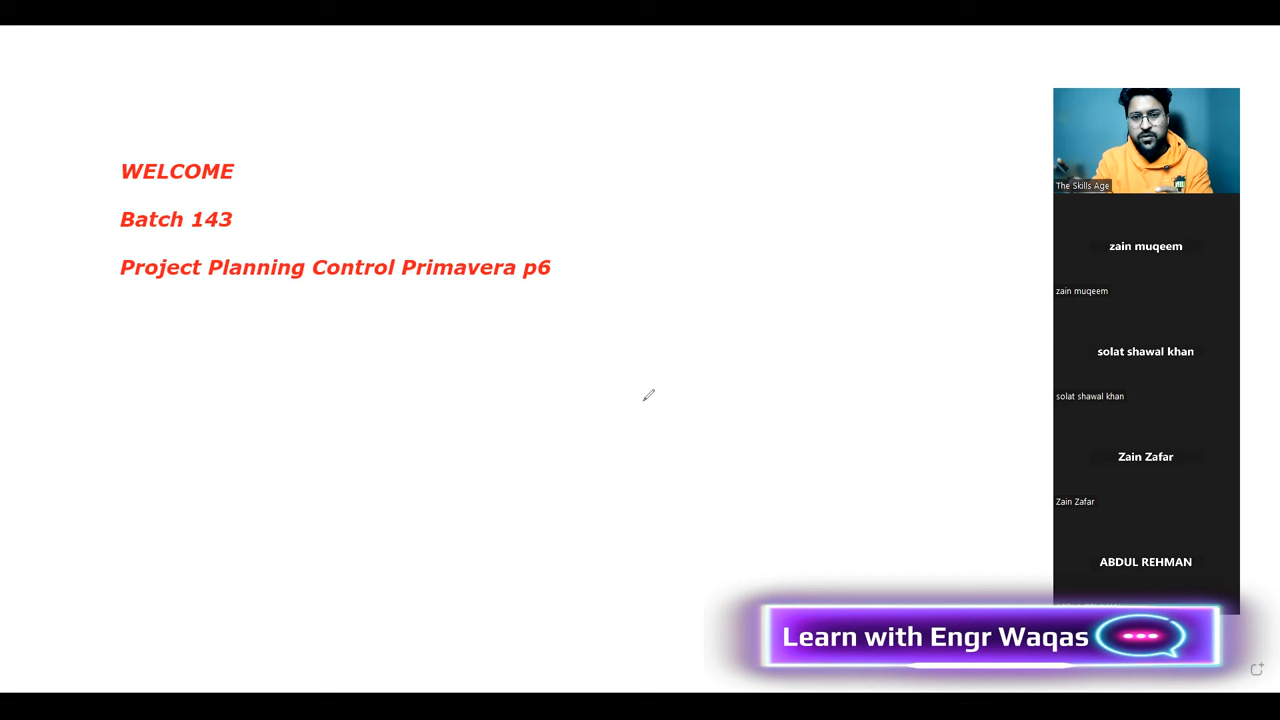 WELCOME
Batch 143
Project Planning Control Primavera p6
The Skills Age
zain muqeem
zain muqeem
solat shawal khan
solat shawal khan
Zain Zafar
Zain Zafar
ABDUL REHMAN
Learn with Engr Waqas